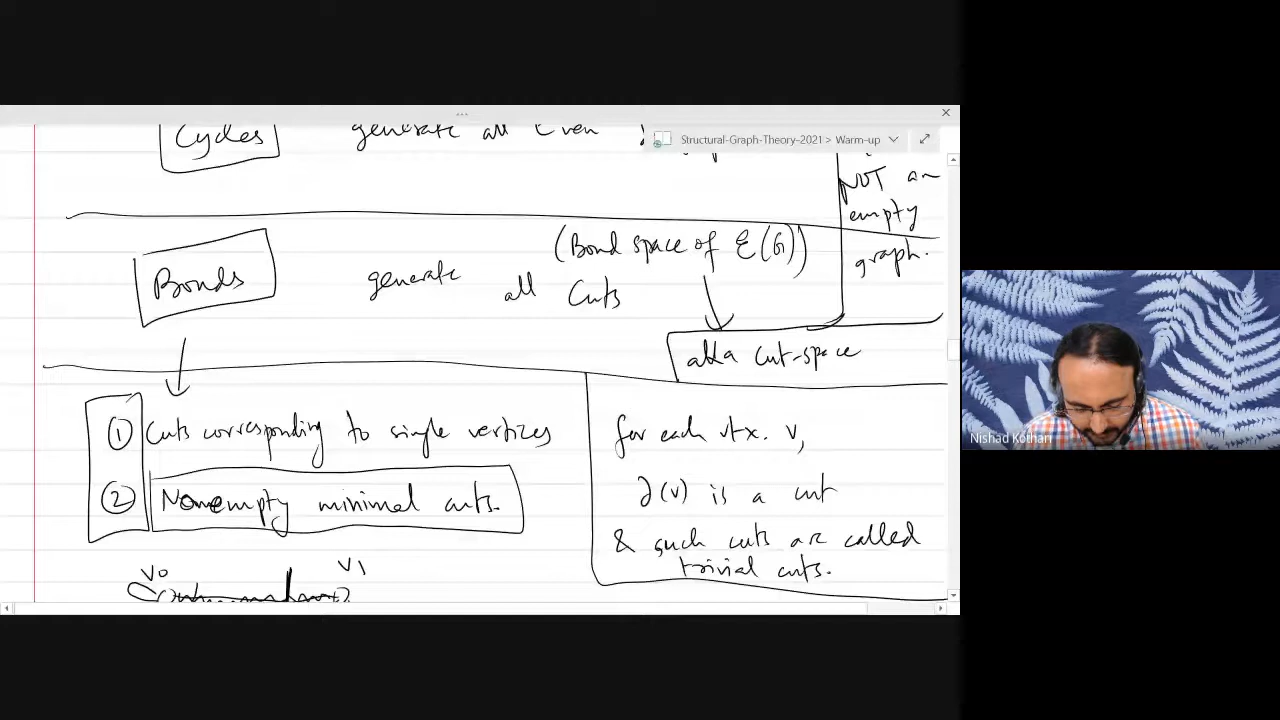 Cycles generate all Even
Structural-Graph-Theory-2021 > Warm-up
NOT an
empty
graph.
(Bond space of E(G))
Bonds generate all Cuts
aka cut-space
① Cuts corresponding to single vertices
② Nonempty minimal cuts.
for each vtx. v,
∂(v) is a cut
& such cuts are called
trivial cuts.
V0 V1
Nishad Kothari